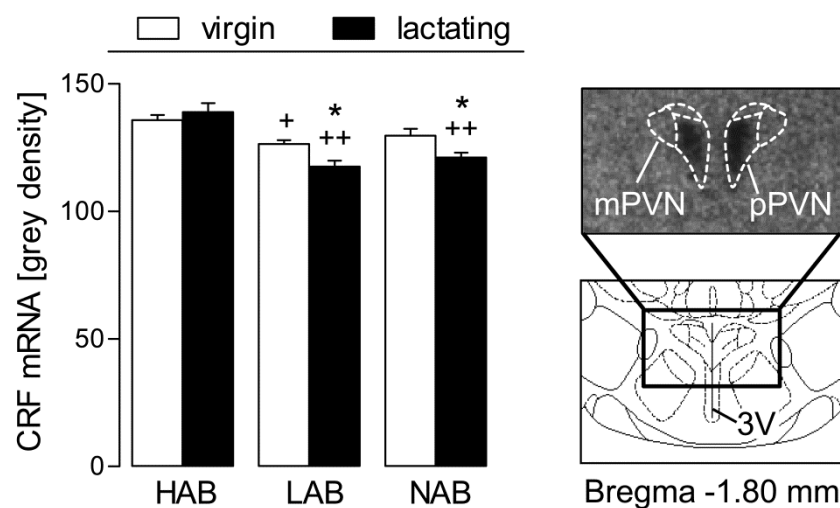 virgin lactating
CRF mRNA [grey density]
150
100
50
0
+
*
++
*
++
HAB LAB NAB
mPVN pPVN
3V
Bregma -1.80 mm